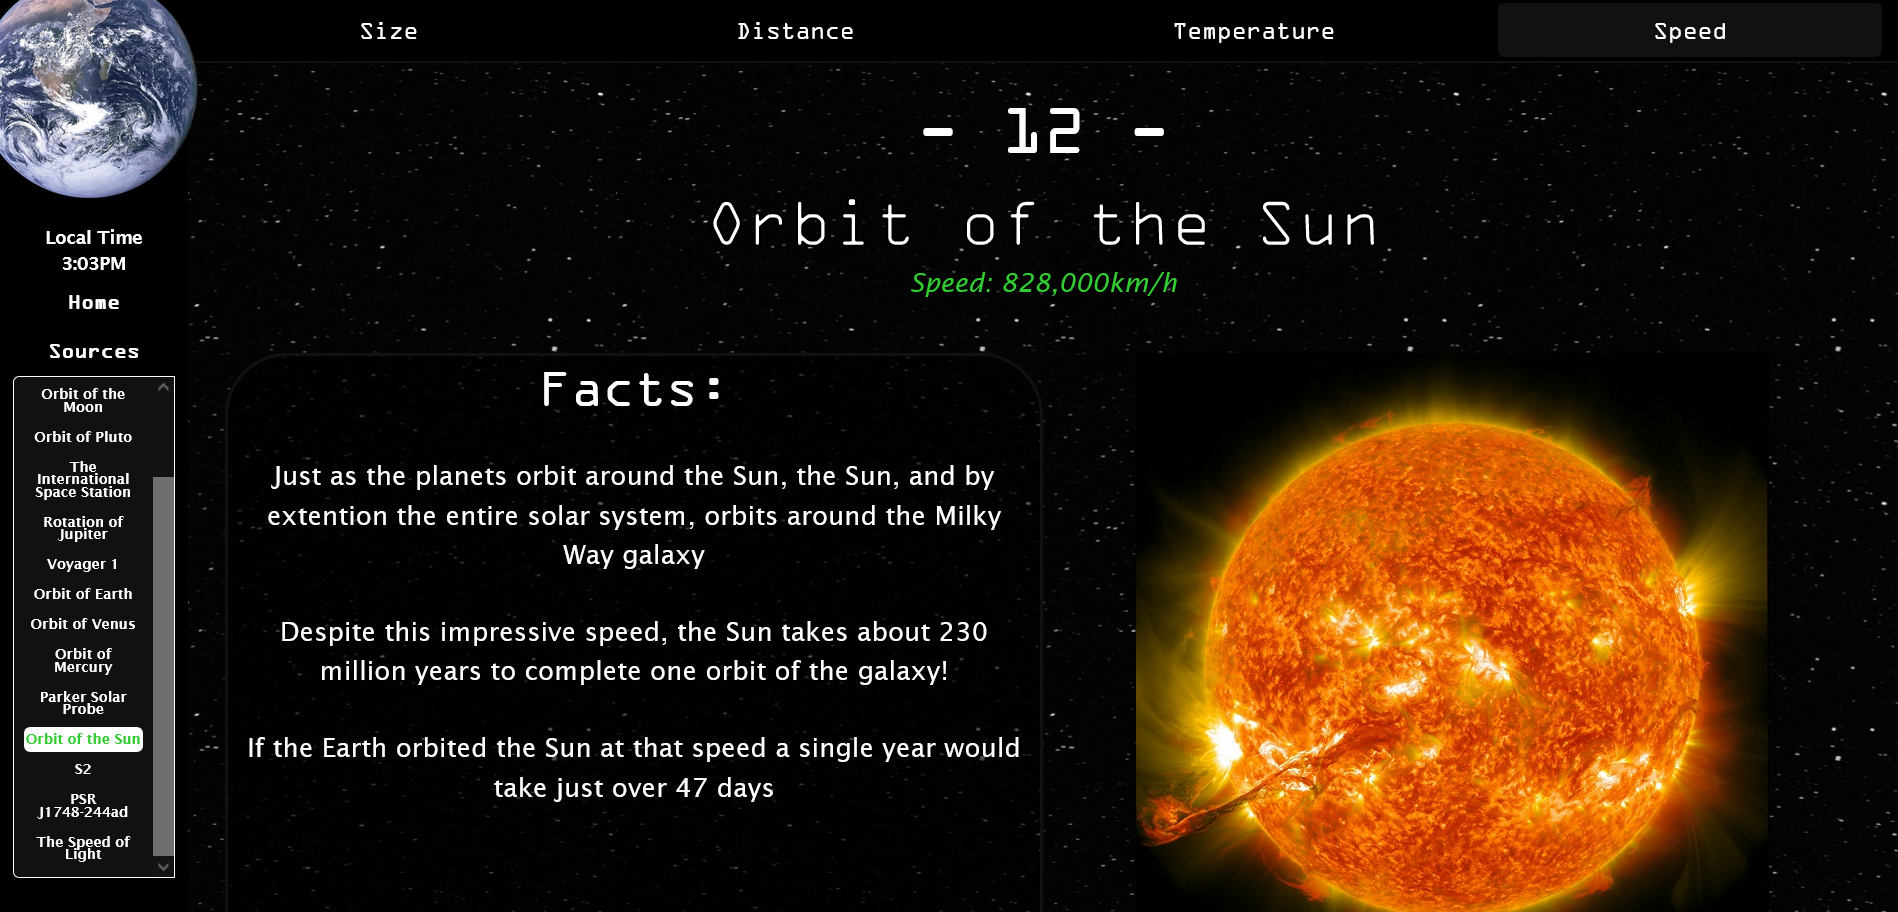 Size
Distance
Temperature
Speed
Local Time
3:03PM
Home
Sources
Orbit of the
Moon
Orbit of Pluto
The
International
Space Station
Rotation of
Jupiter
Voyager 1
Orbit of Earth
Orbit of Venus
Orbit of
Mercury
Parker Solar
Probe
Orbit of the Sun
S2
PSR
J1748-244ad
The Speed of
Light
- 12 -
Orbit of the Sun
Speed: 828,000km/h
Facts:
Just as the planets orbit around the Sun, the Sun, and by
extention the entire solar system, orbits around the Milky
Way galaxy
Despite this impressive speed, the Sun takes about 230
million years to complete one orbit of the galaxy!
If the Earth orbited the Sun at that speed a single year would
take just over 47 days